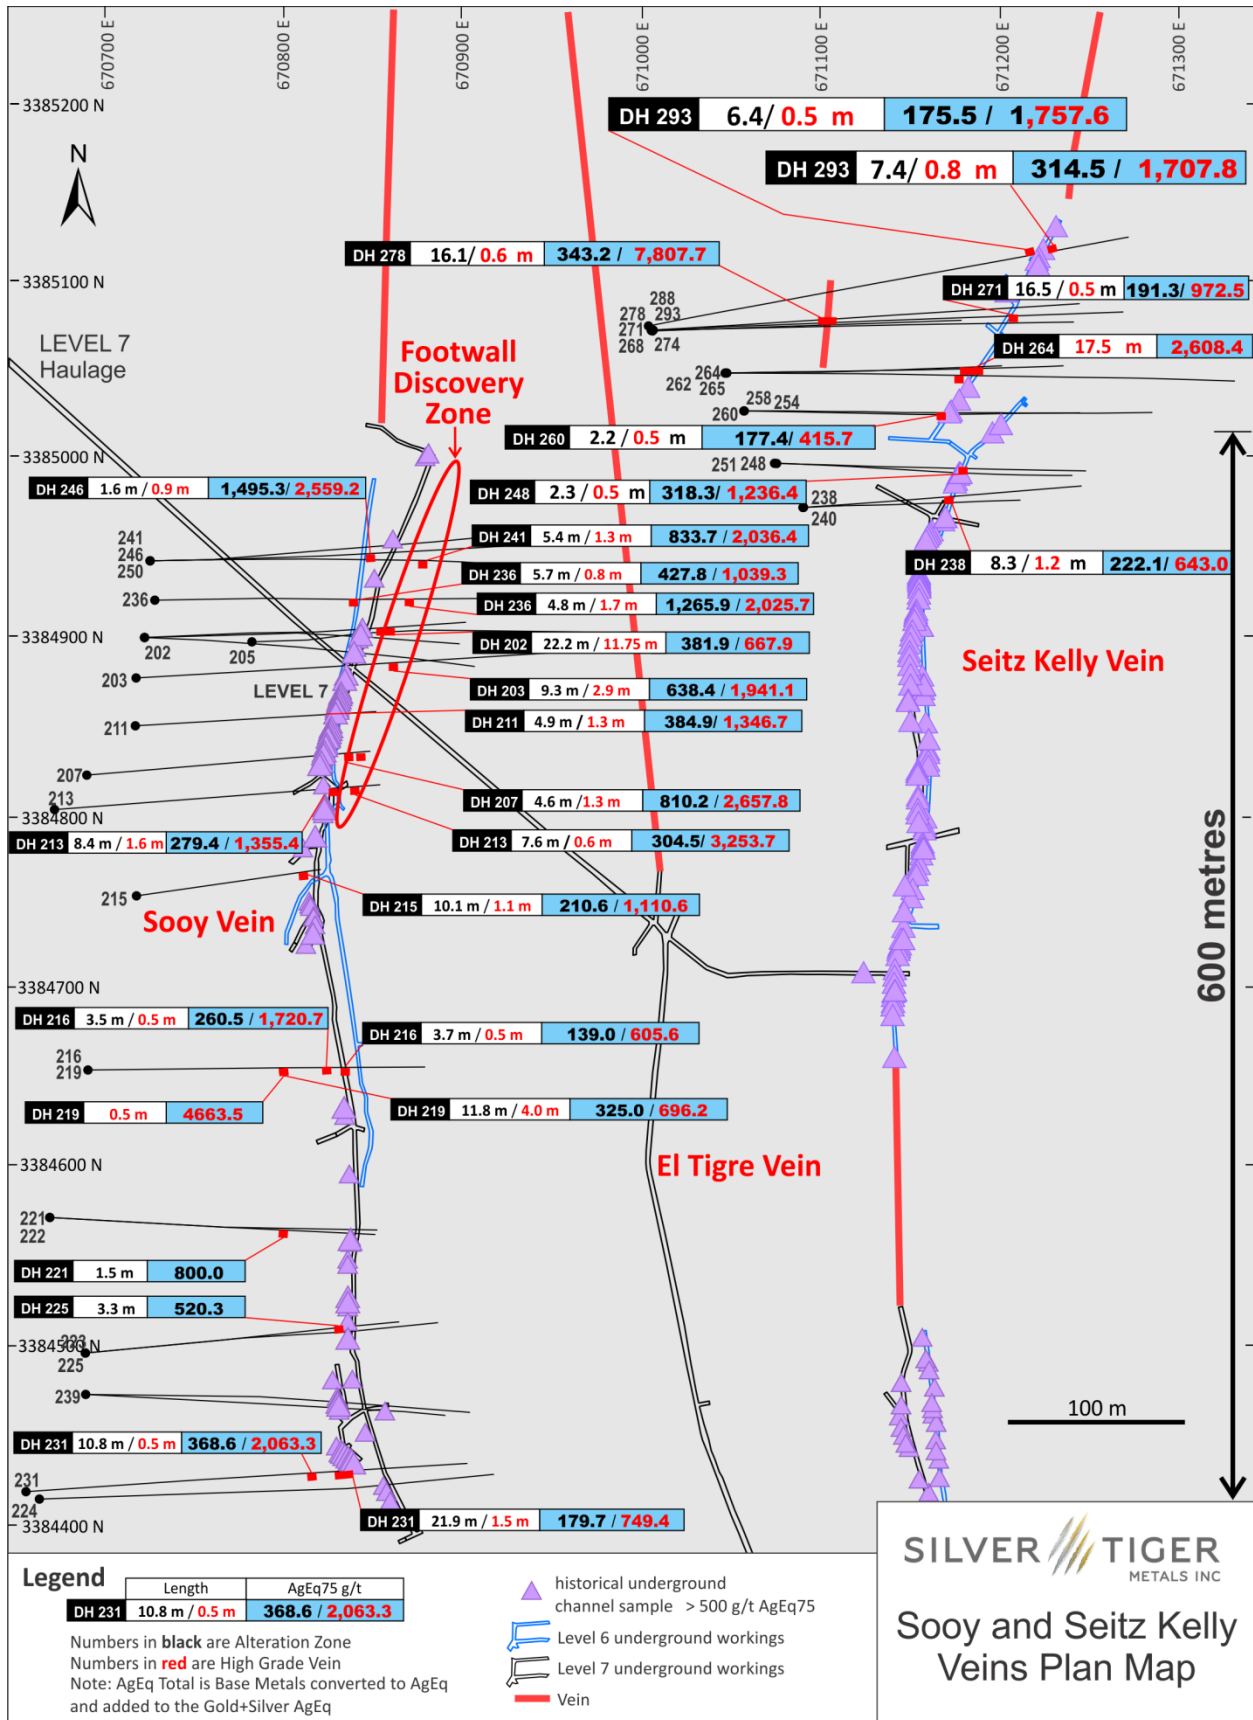 670700 E
670800 E
670900 E
671000 E
671100 E
671200 E
671300 E
3385200 N
DH 293 6.4/ 0.5 m 175.5 / 1,757.6
N
DH 293 7.4/ 0.8 m 314.5 / 1,707.8
DH 278 16.1/ 0.6 m 343.2 / 7,807.7
3385100 N
DH 271 16.5/ 0.5 m 191.3/ 972.5
288
278 293
271
268 274
LEVEL 7
Haulage
Footwall
Discovery
Zone
DH 264 17.5 m 2,608.4
264
262 265
258 254
260
DH 260 2.2 / 0.5 m 177.4/ 415.7
3385000 N
251 248
DH 246 1.6 m / 0.9 m 1,495.3/ 2,559.2
DH 248 2.3 / 0.5 m 318.3/ 1,236.4
238
240
241
246
250
DH 241 5.4 m / 1.3 m 833.7 / 2,036.4
DH 238 8.3 / 1.2 m 222.1/ 643.0
DH 236 5.7 m / 0.8 m 427.8 / 1,039.3
236
DH 236 4.8 m / 1.7 m 1,265.9 / 2,025.7
3384900 N
202
205
DH 202 22.2 m / 11.75 m 381.9 / 667.9
Seitz Kelly Vein
203
LEVEL 7
DH 203 9.3 m / 2.9 m 638.4 / 1,941.1
211
DH 211 4.9 m / 1.3 m 384.9/ 1,346.7
207
213
DH 207 4.6 m /1.3 m 810.2 / 2,657.8
3384800 N
DH 213 8.4 m / 1.6 m 279.4 / 1,355.4
DH 213 7.6 m / 0.6 m 304.5/ 3,253.7
215
Sooy Vein
DH 215 10.1 m / 1.1 m 210.6 / 1,110.6
600 metres
3384700 N
DH 216 3.5 m / 0.5 m 260.5 / 1,720.7
DH 216 3.7 m / 0.5 m 139.0 / 605.6
216
219
DH 219 0.5 m 4663.5
DH 219 11.8 m / 4.0 m 325.0 / 696.2
3384600 N
El Tigre Vein
221
222
DH 221 1.5 m 800.0
DH 225 3.3 m 520.3
3384500 N
223
225
239
100 m
DH 231 10.8 m / 0.5 m 368.6 / 2,063.3
231
224
3384400 N
DH 231 21.9 m / 1.5 m 179.7 / 749.4
Legend
Length AgEq75 g/t
DH 231 10.8 m / 0.5 m 368.6 / 2,063.3
Numbers in black are Alteration Zone
Numbers in red are High Grade Vein
Note: AgEq Total is Base Metals converted to AgEq
and added to the Gold+Silver AgEq
historical underground
channel sample > 500 g/t AgEq75
Level 6 underground workings
Level 7 underground workings
Vein
SILVER TIGER
METALS INC
Sooy and Seitz Kelly
Veins Plan Map